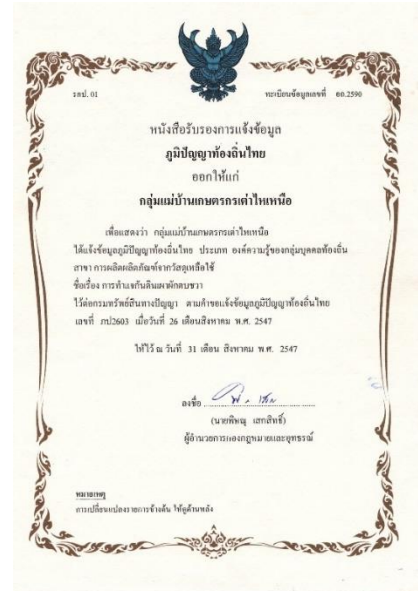 รภป. 01
ทะเบียนข้อมูลเลขที่ อถ.2590
หนังสือรับรองการแจ้งข้อมูล
ภูมิปัญญาท้องถิ่นไทย
ออกให้แก่
กลุ่มแม่บ้านเกษตรกรเต่าไหเหนือ
เพื่อแสดงว่า กลุ่มแม่บ้านเกษตรกรเต่าไหเหนือ
ได้แจ้งข้อมูลภูมิปัญญาท้องถิ่นไทย ประเภท องค์ความรู้ของกลุ่มบุคคลท้องถิ่น
สาขา การผลิตผลิตภัณฑ์จากวัสดุเหลือใช้
ชื่อเรื่อง การทำแจกันดินเผาผักตบชวา
ไว้ต่อกรมทรัพย์สินทางปัญญา ตามคำขอแจ้งข้อมูลภูมิปัญญาท้องถิ่นไทย
เลขที่ ภป2603 เมื่อวันที่ 26 เดือนสิงหาคม พ.ศ. 2547
ให้ไว้ ณ วันที่ 31 เดือน สิงหาคม พ.ศ. 2547
ลงชื่อ
(นายพิษณุ เสกสิทธิ์)
ผู้อำนวยการกองกฎหมายและอุทธรณ์
หมายเหตุ
การเปลี่ยนแปลงรายการข้างต้น ให้ดูด้านหลัง